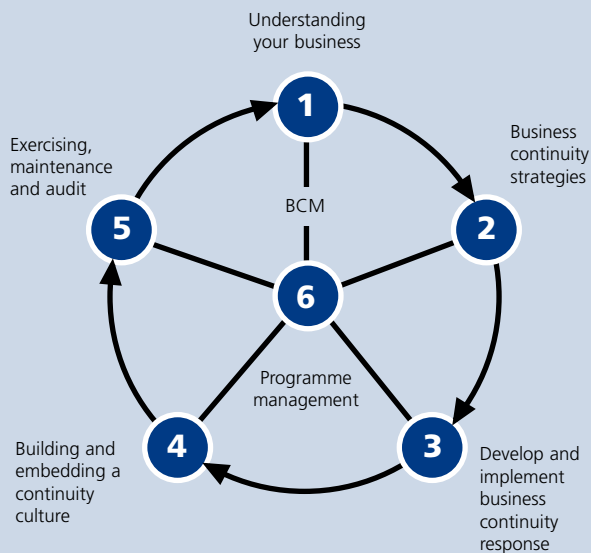 Understanding
your business
1
Business
continuity
strategies
2
Develop and
implement
business
continuity
response
3
Building and
embedding a
continuity
culture
4
Exercising,
maintenance
and audit
5
BCM
6
Programme
management